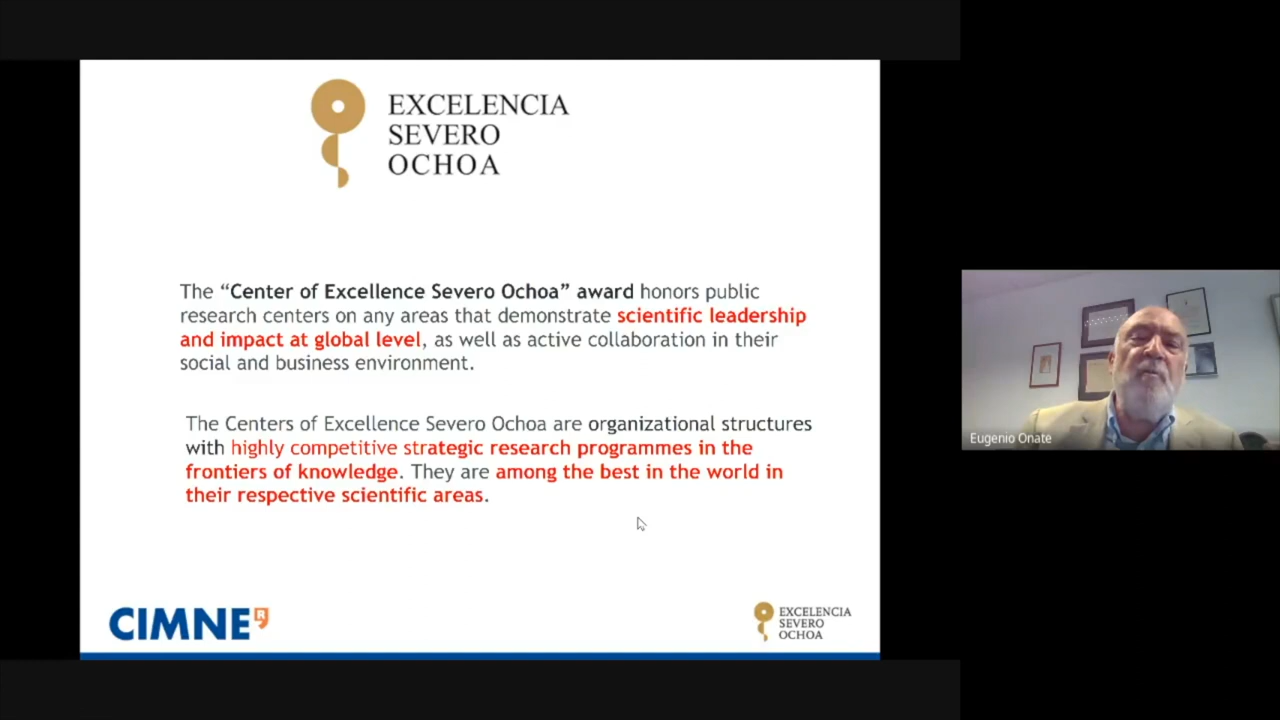 EXCELENCIA
SEVERO
OCHOA
The “Center of Excellence Severo Ochoa” award honors public
research centers on any areas that demonstrate scientific leadership
and impact at global level, as well as active collaboration in their
social and business environment.
The Centers of Excellence Severo Ochoa are organizational structures
with highly competitive strategic research programmes in the
frontiers of knowledge. They are among the best in the world in
their respective scientific areas.
CIMNE R
EXCELENCIA
SEVERO
OCHOA
Eugenio Onate